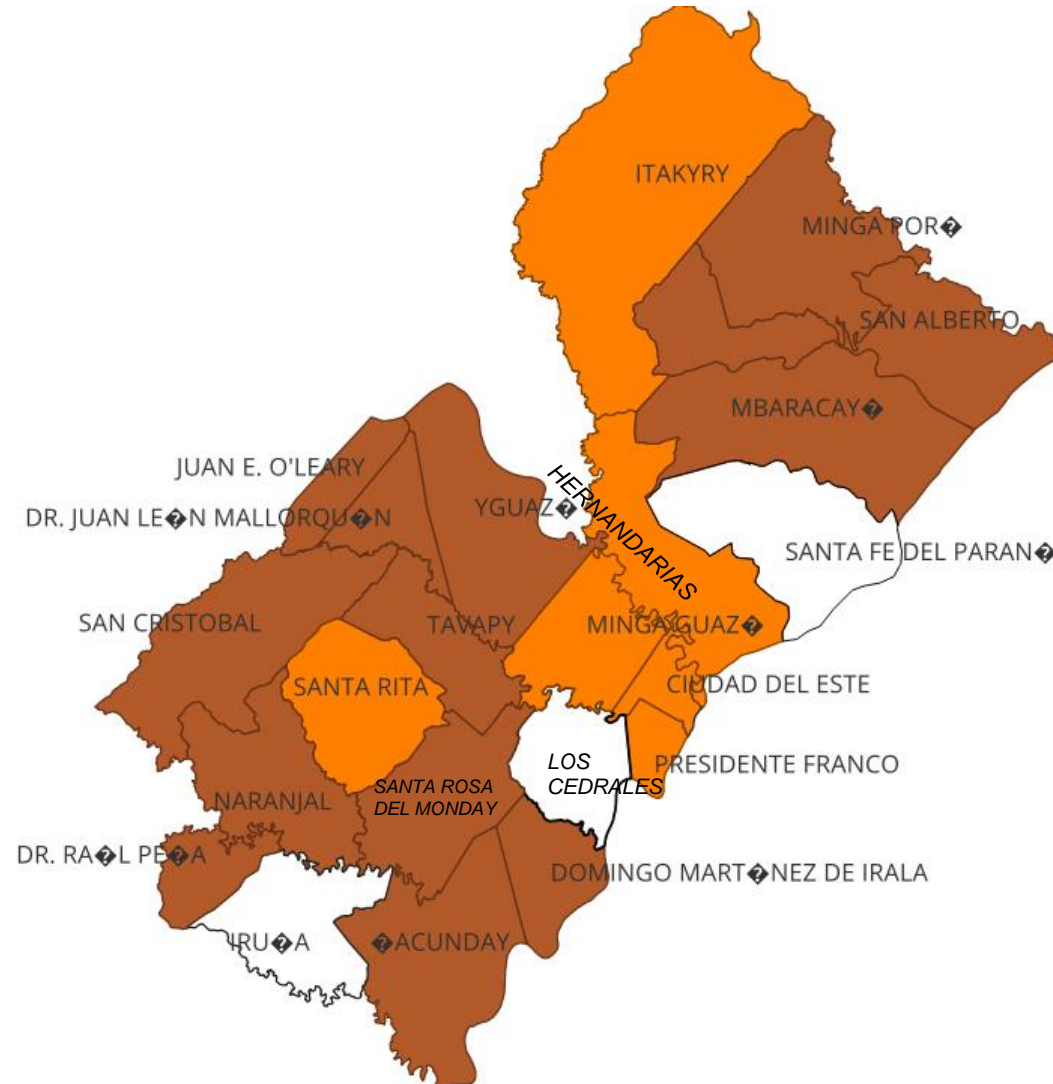 ITAKYRY
MINGA POR�
SAN ALBERTO
MBARACAY�
JUAN E. O'LEARY
DR. JUAN LE�N MALLORQU�N
YGUAZ�
HERNANDARIAS
SANTA FE DEL PARAN�
SAN CRISTOBAL
TAVAPY
MINGA GUAZ�
SANTA RITA
CIUDAD DEL ESTE
LOS
CEDRALES
PRESIDENTE FRANCO
SANTA ROSA
DEL MONDAY
NARANJAL
DR. RA�L PE�A
DOMINGO MART�NEZ DE IRALA
IRU�A
�ACUNDAY